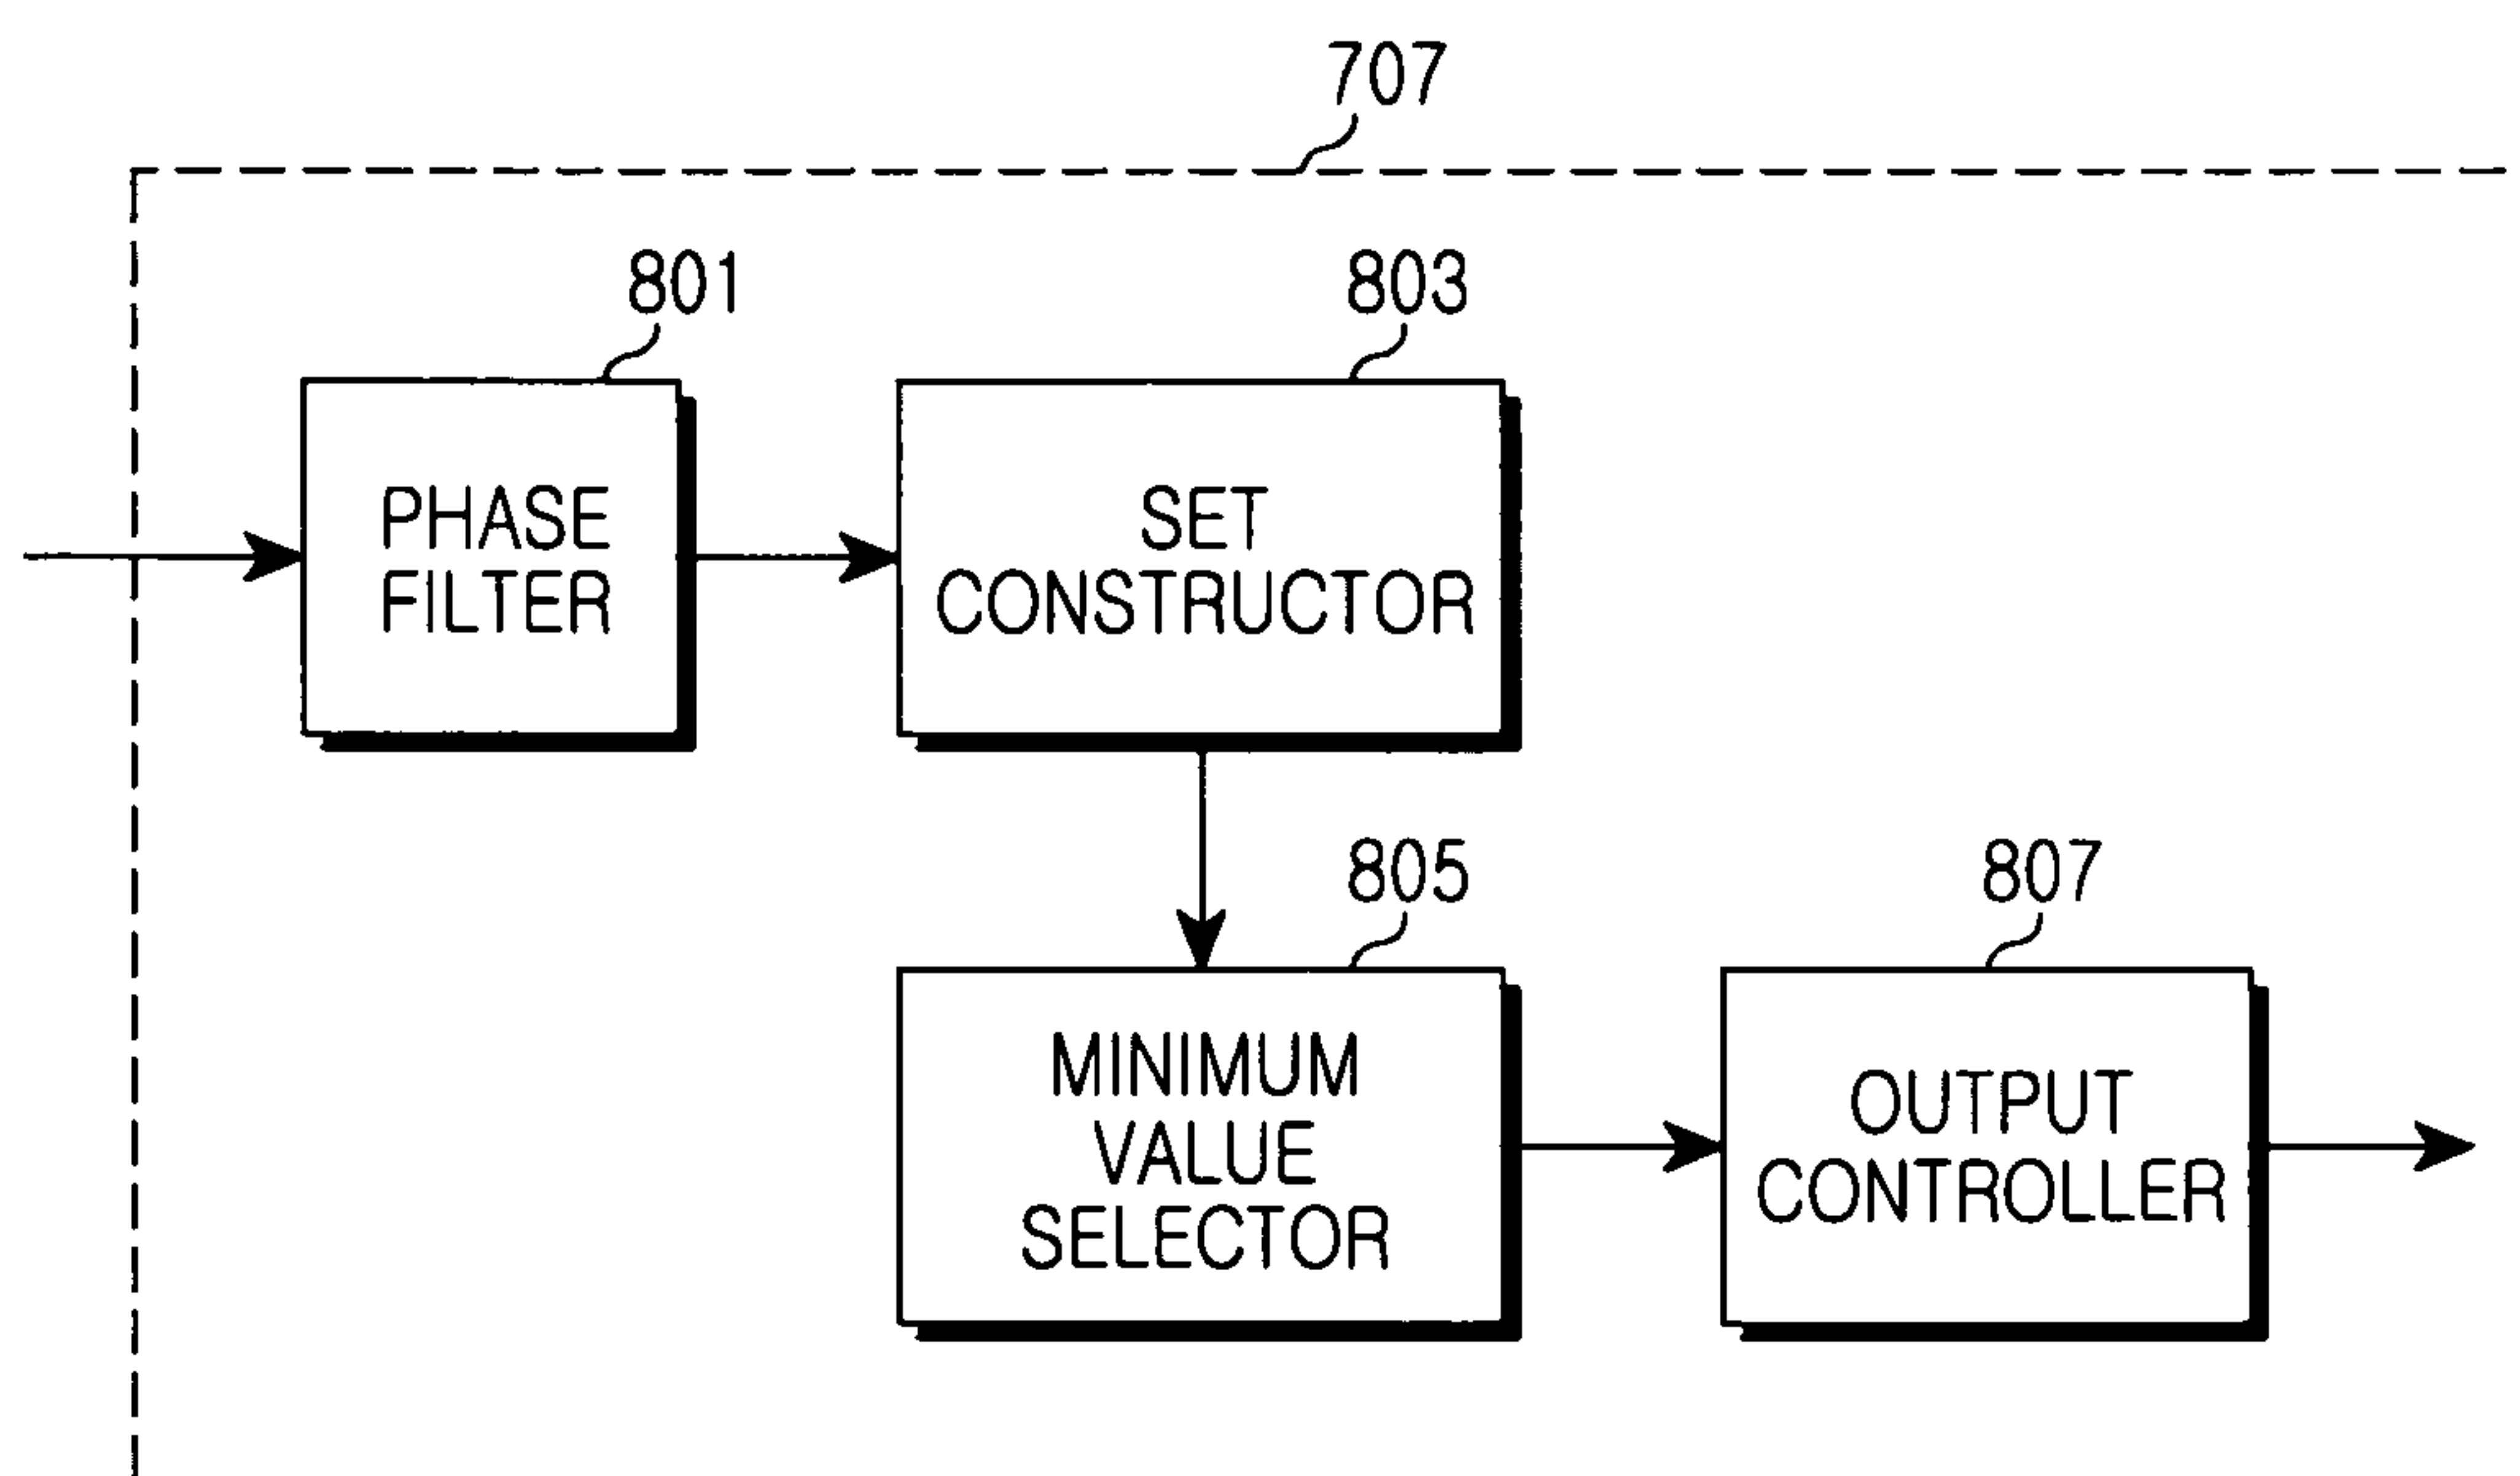 707
801
803
PHASE
FILTER
SET
CONSTRUCTOR
805
807
MINIMUM
VALUE
SELECTOR
OUTPUT
CONTROLLER